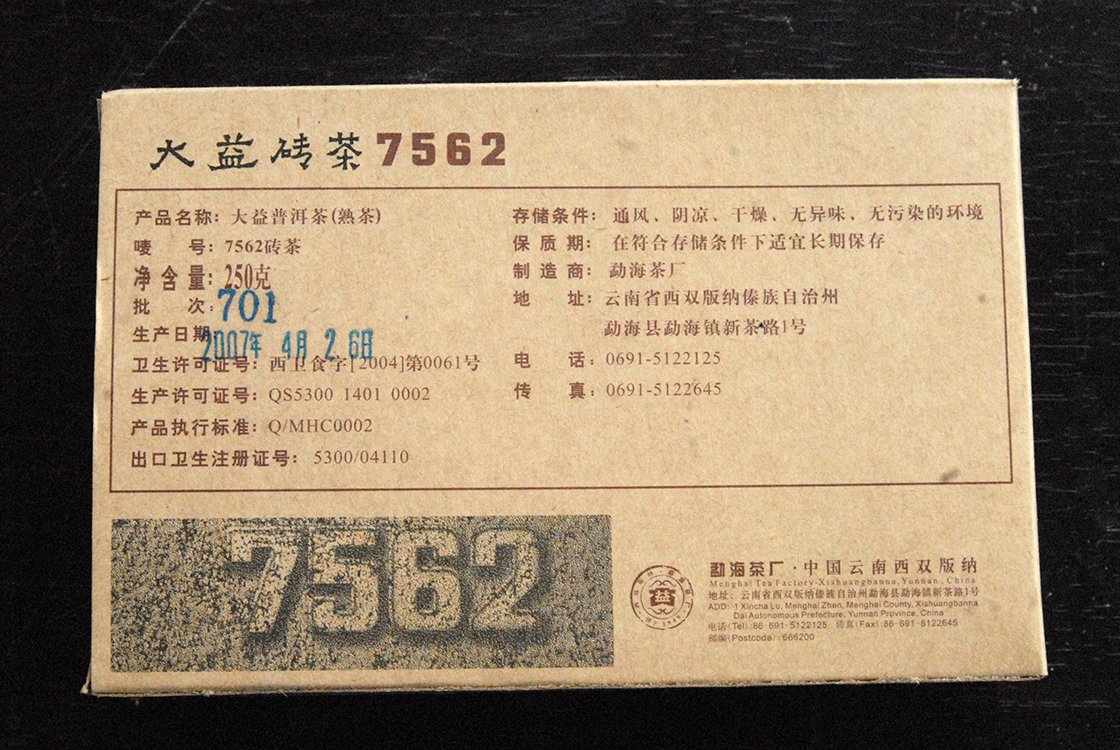 大益砖茶7562
产品名称：大益普洱茶(熟茶)
唛 号：7562砖茶
净含量：250克
批 次：701
生产日期 2007年 4月 2 6日
卫生许可证号：西卫食字[2004]第0061号
生产许可证号：QS5300 1401 0002
产品执行标准：Q/MHC0002
出口卫生注册证号：5300/04110
存储条件：通风、阴凉、干燥、无异味、无污染的环境
保质期：在符合存储条件下适宜长期保存
制造商：勐海茶厂
地 址：云南省西双版纳傣族自治州
勐海县勐海镇新茶路1号
电 话：0691-5122125
传 真：0691-5122645
7562
益
勐海茶厂·中国云南西双版纳
Menghai Tea Factory-Xishuangbanna, Yunnan, China
地址：云南省西双版纳傣族自治州勐海县勐海镇新茶路1号
ADD: 1 Xincha Lu, Menghai Zhen, Menghai County, Xishuangbanna
Dai Autonomous Prefecture, Yunnan Province, China
电话(Tel):86-691-5122125 传真(Fax):86-691-5122645
邮编(Postcode):666200